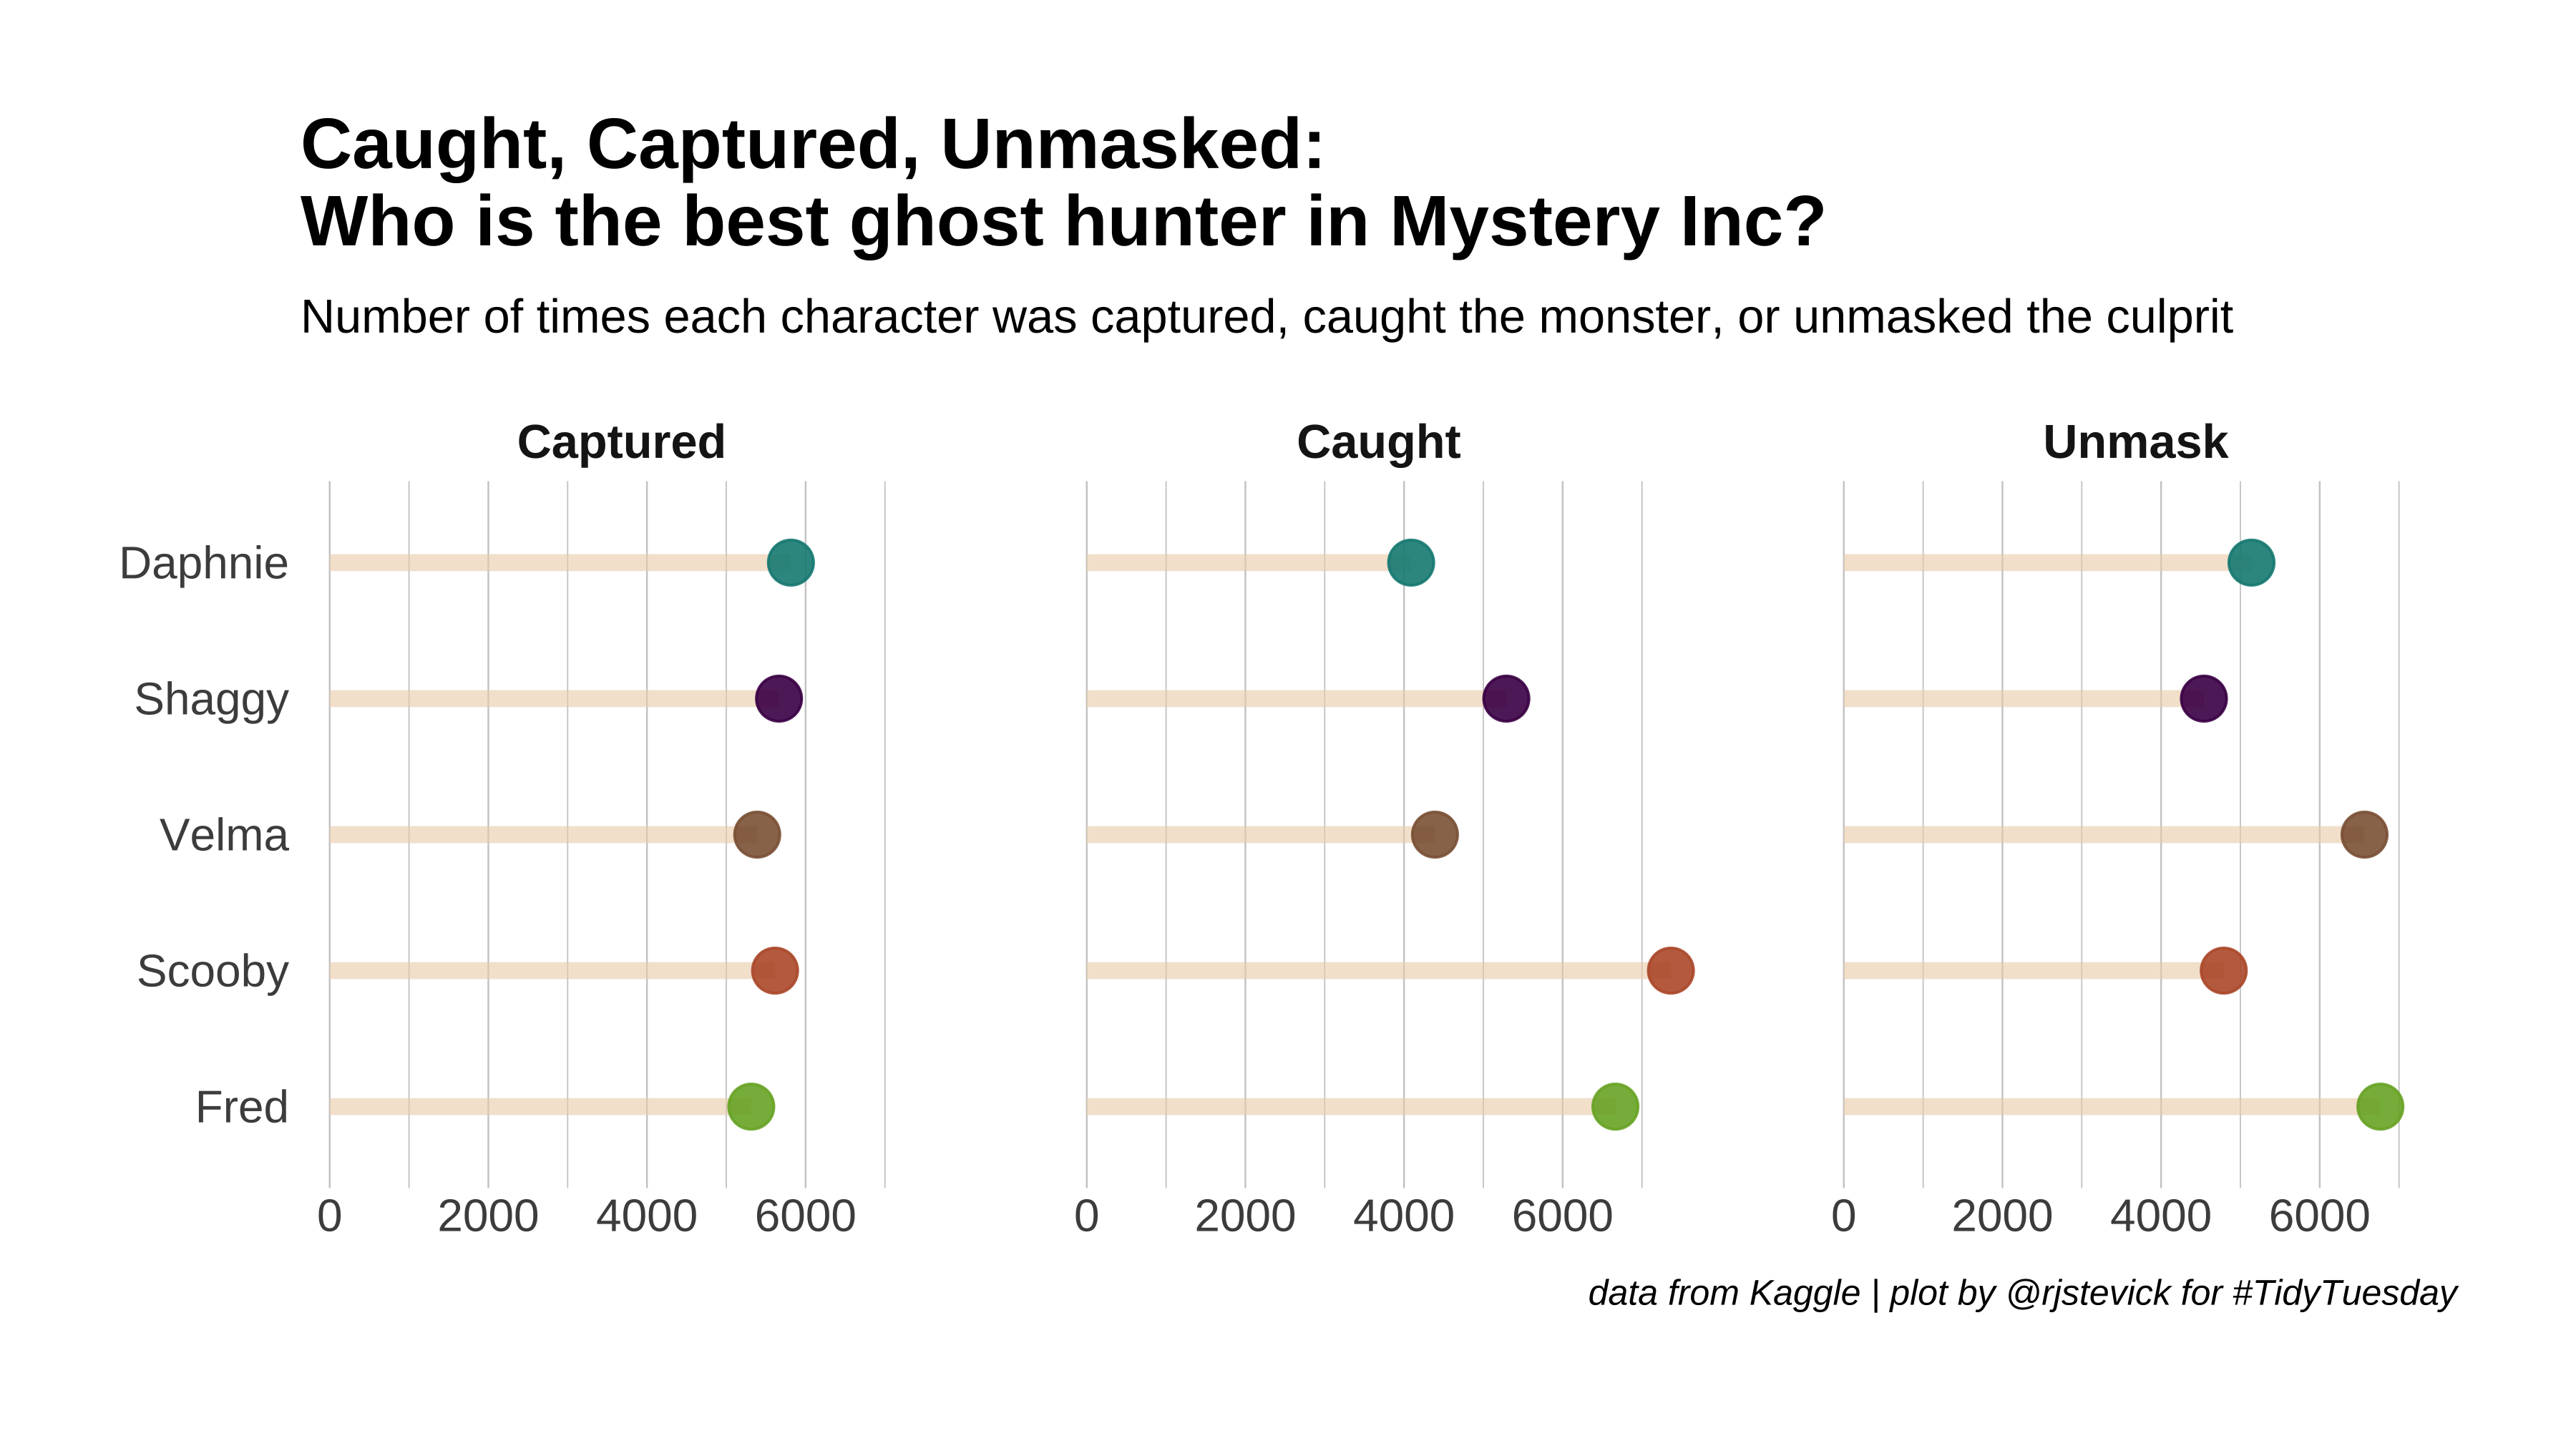 Caught, Captured, Unmasked:
Who is the best ghost hunter in Mystery Inc?
Number of times each character was captured, caught the monster, or unmasked the culprit
Captured
Caught
Unmask
Daphnie
Shaggy
Velma
Scooby
Fred
0 2000 4000 6000
0 2000 4000 6000
0 2000 4000 6000
data from Kaggle | plot by @rjstevick for #TidyTuesday